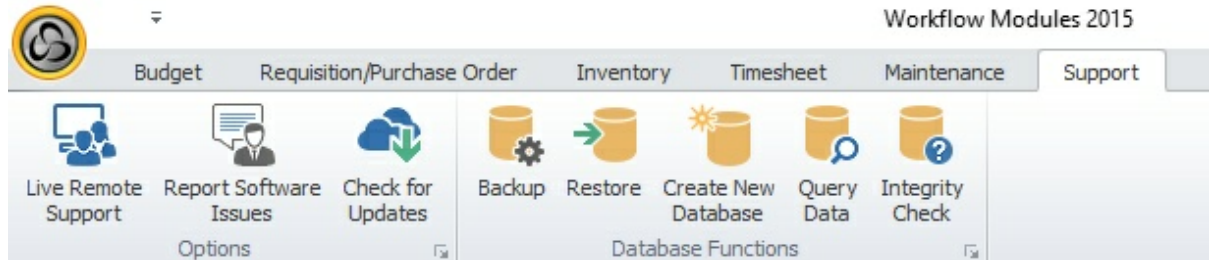 Workflow Modules 2015
Budget Requisition/Purchase Order Inventory Timesheet Maintenance Support
Live Remote Support
Report Software Issues
Check for Updates
Backup
Restore
Create New Database
Query Data
Integrity Check
Options
Database Functions